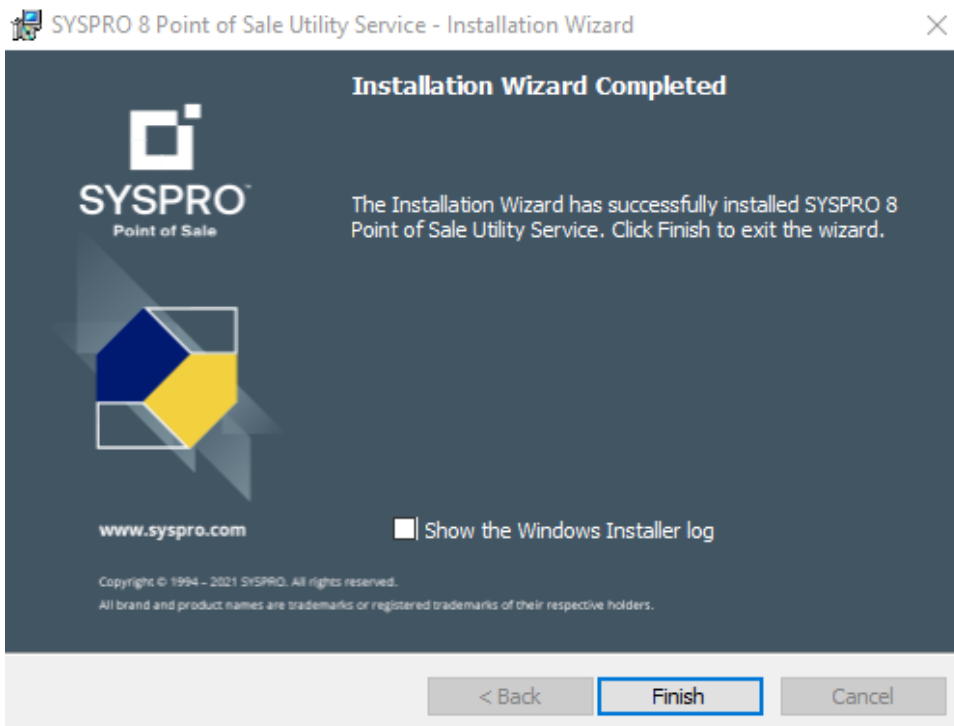 SYSPRO 8 Point of Sale Utility Service - Installation Wizard
Installation Wizard Completed
SYSPRO™
Point of Sale
The Installation Wizard has successfully installed SYSPRO 8
Point of Sale Utility Service. Click Finish to exit the wizard.
www.syspro.com
Show the Windows Installer log
Copyright © 1994 – 2021 SYSPRO. All rights reserved.
All brand and product names are trademarks or registered trademarks of their respective holders.
< Back
Finish
Cancel